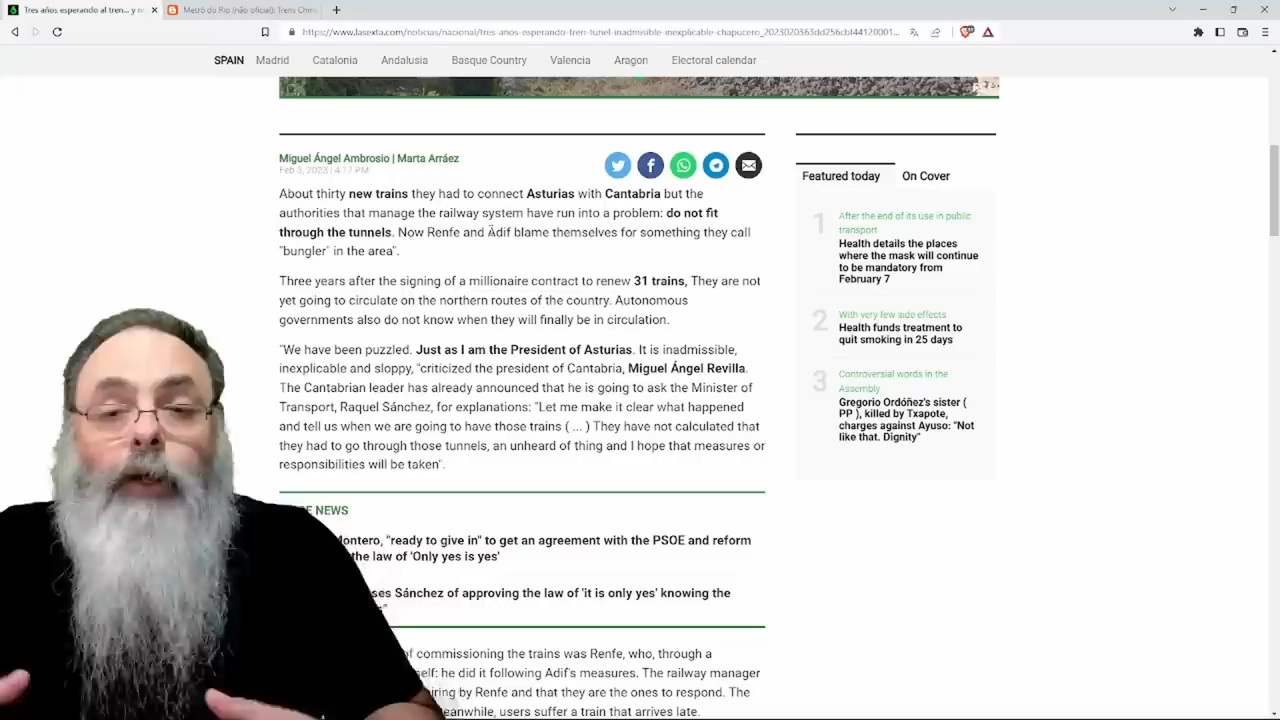 Tres años esperando al tren... y n
Metró do Rio (não oficial): Trens Chin
https://www.lasexta.com/noticias/nacional/tres-anos-esperando-tren-tunel-inadmisible-inexplicable-chapucero_2023020363dd256cbf44120001...
SPAIN Madrid Catalonia Andalusia Basque Country Valencia Aragon Electoral calendar
Miguel Ángel Ambrosio | Marta Arráez
Feb 3, 2023 | 4:17 PM
About thirty new trains they had to connect Asturias with Cantabria but the
authorities that manage the railway system have run into a problem: do not fit
through the tunnels. Now Renfe and Adif blame themselves for something they call
"bungler" in the area".
Three years after the signing of a millionaire contract to renew 31 trains, They are not
yet going to circulate on the northern routes of the country. Autonomous
governments also do not know when they will finally be in circulation.
"We have been puzzled. Just as I am the President of Asturias. It is inadmissible,
inexplicable and sloppy, "criticized the president of Cantabria, Miguel Ángel Revilla.
The Cantabrian leader has already announced that he is going to ask the Minister of
Transport, Raquel Sánchez, for explanations: "Let me make it clear what happened
and tell us when we are going to have those trains ( ... ) They have not calculated that
they had to go through those tunnels, an unheard of thing and I hope that measures or
responsibilities will be taken".
NEWS
Montero, "ready to give in" to get an agreement with the PSOE and reform
the law of 'Only yes is yes'
ses Sánchez of approving the law of 'it is only yes' knowing the
of commissioning the trains was Renfe, who, through a
self: he did it following Adif's measures. The railway manager
iring by Renfe and that they are the ones to respond. The
eanwhile, users suffer a train that arrives late.
Featured today On Cover
1
After the end of its use in public
transport
Health details the places
where the mask will continue
to be mandatory from
February 7
2
With very few side effects
Health funds treatment to
quit smoking in 25 days
3
Controversial words in the
Assembly
Gregorio Ordóñez's sister (
PP ), killed by Txapote,
charges against Ayuso: "Not
like that. Dignity"